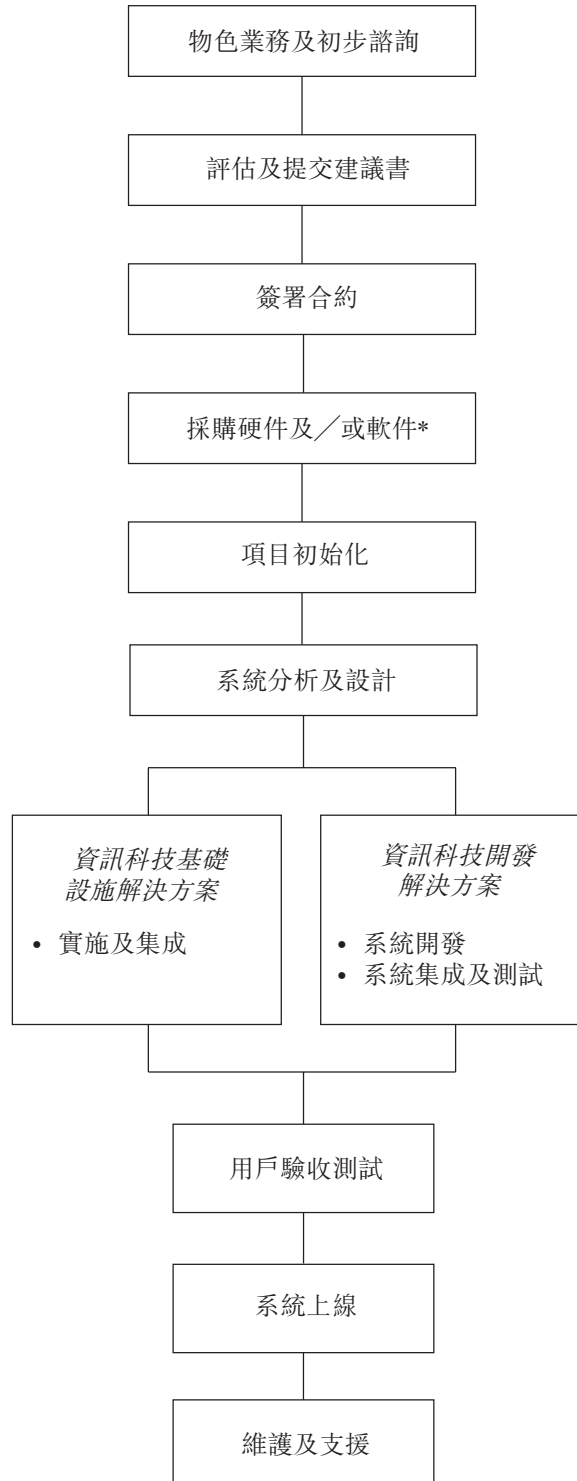 物色業務及初步諮詢
評估及提交建議書
簽署合約
採購硬件及／或軟件*
項目初始化
系統分析及設計
資訊科技基礎
設施解決方案
• 實施及集成
資訊科技開發
解決方案
• 系統開發
• 系統集成及測試
用戶驗收測試
系統上線
維護及支援